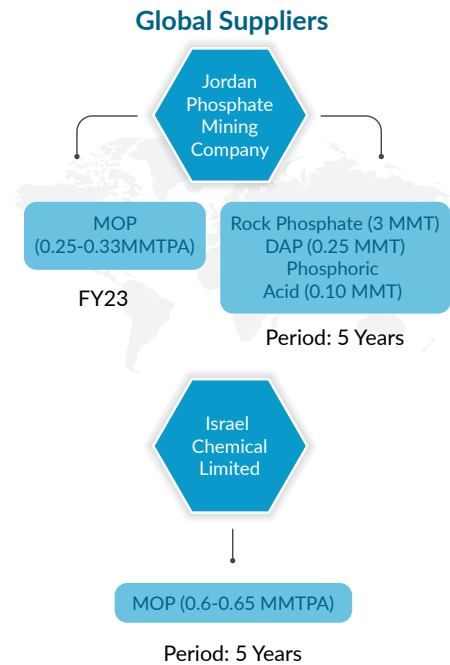 Global Suppliers
Jordan
Phosphate
Mining
Company
MOP
(0.25-0.33MMTPA)
FY23
Rock Phosphate (3 MMT)
DAP (0.25 MMT)
Phosphoric
Acid (0.10 MMT)
Period: 5 Years
Israel
Chemical
Limited
MOP (0.6-0.65 MMTPA)
Period: 5 Years